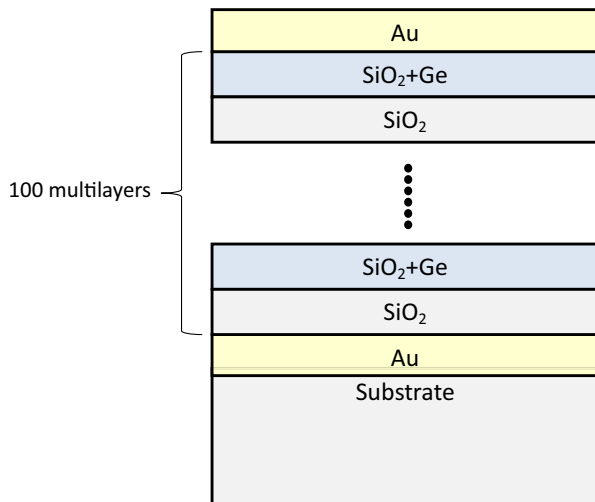 Au
SiO₂+Ge
SiO₂
100 multilayers
SiO₂+Ge
SiO₂
Au
Substrate